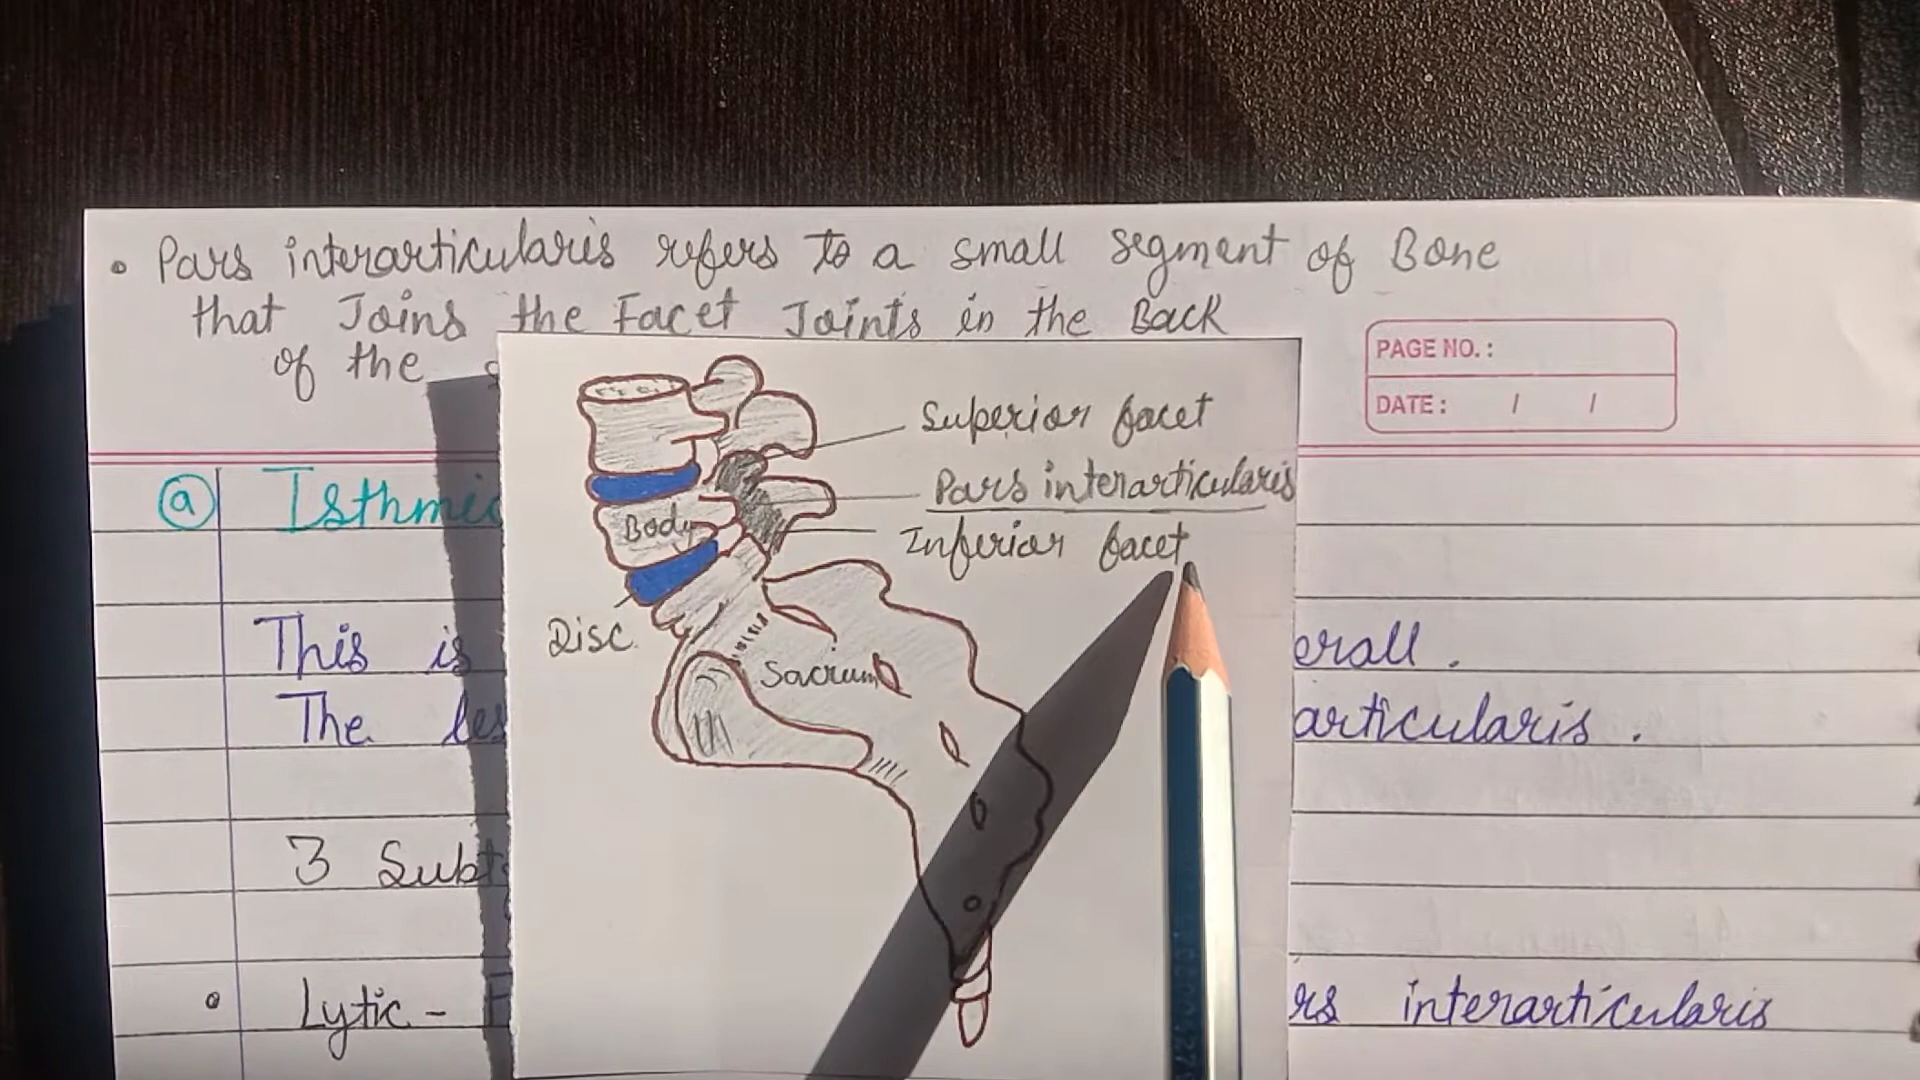 • Pars interarticularis refers to a small segment of Bone
that Joins the Facet Joints in the Back
of the
PAGE NO. :
DATE : / /
Superior facet
Pars interarticularis
Inferior facet
Body
Disc
Sacrum
ⓐ Isthmic
This is erall .
The les articularis .
3 Subt
• Lytic - F rs interarticularis